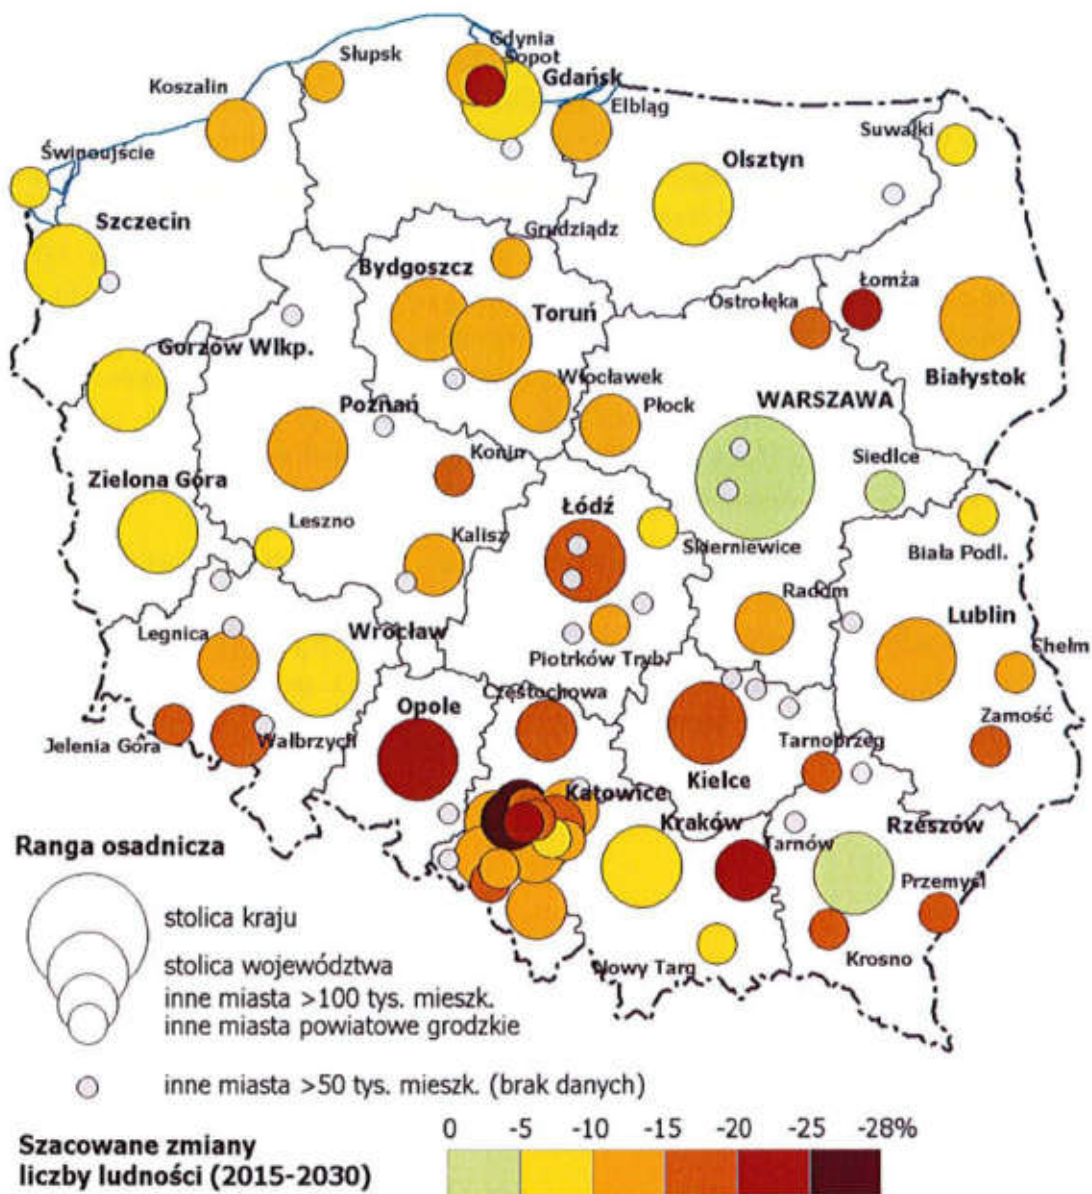 Gdynia
Słupsk
Sopot
Gdańsk
Koszalin
Elbląg
Suwałki
Świnoujście
Olsztyn
Szczecin
Grudziądz
Bydgoszcz
Łomża
Ostrołęka
Toruń
Gorzów Wlkp.
Włocławek
Białystok
Poznań
Płock
WARSZAWA
Konin
Siedlce
Zielona Góra
Łódź
Leszno
Kalisz
Skierniewice
Biała Podl.
Radom
Lublin
Legnica
Wrocław
Chełm
Piotrków Tryb.
Opole
Częstochowa
Zamość
Jelenia Góra
Wałbrzych
Tarnobrzeg
Kielce
Katowice
Kraków
Rzeszów
Ranga osadnicza
Tarnów
Przemyśl
stolica kraju
Krosno
Nowy Targ
stolica województwa
inne miasta >100 tys. mieszk.
inne miasta powiatowe grodzkie
inne miasta >50 tys. mieszk. (brak danych)
Szacowane zmiany
liczby ludności (2015-2030)
0 -5 -10 -15 -20 -25 -28%